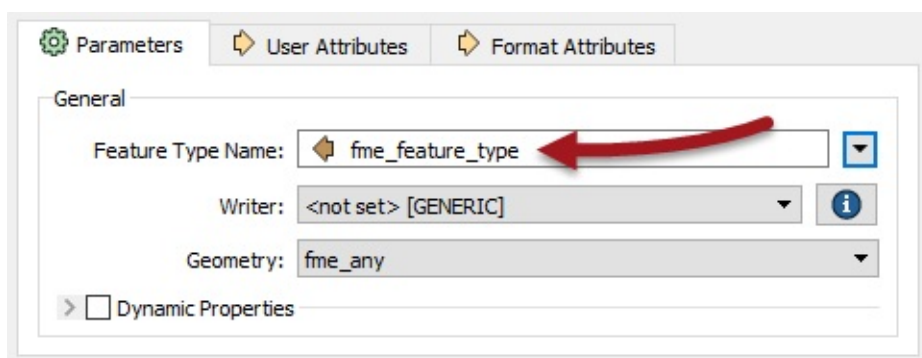 Parameters User Attributes Format Attributes
General
Feature Type Name: fme_feature_type
Writer: <not set> [GENERIC]
Geometry: fme_any
Dynamic Properties